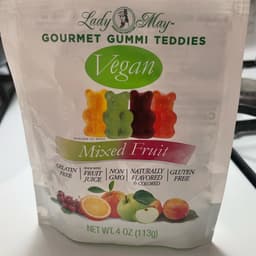 Lady May™
GOURMET GUMMI TEDDIES
Vegan
Mixed Fruit
GELATIN
FREE
FRUIT
JUICE
NON
GMO
NATURALLY
FLAVORED
& COLORED
GLUTEN
FREE
NET WT. 4 OZ (113g)